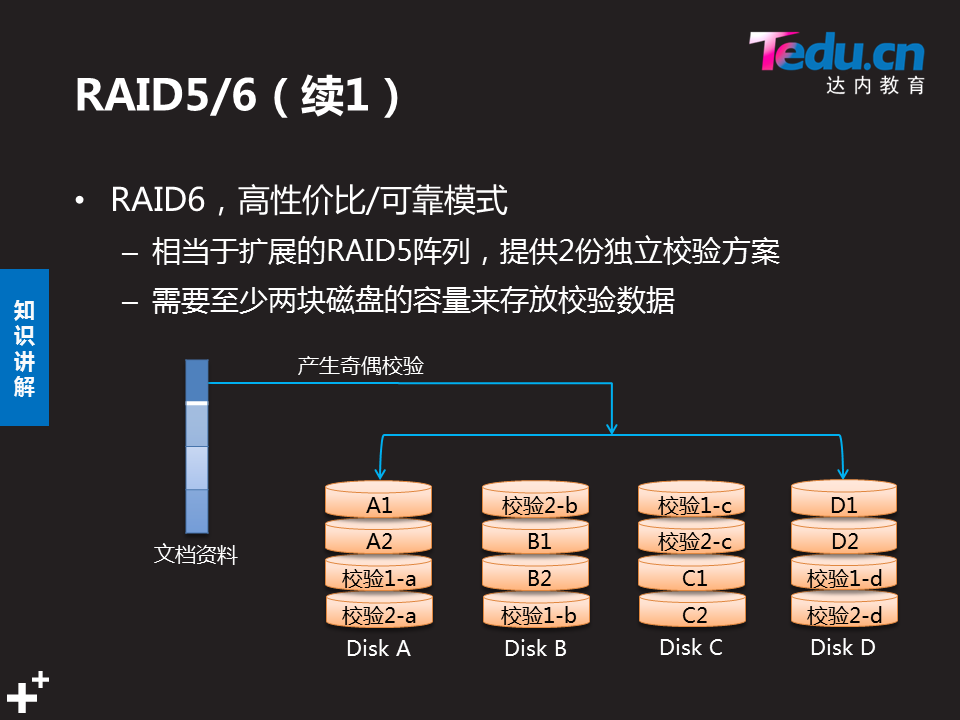 Tedu.cn
达内教育
RAID5/6（续1）
• RAID6，高性价比/可靠模式
– 相当于扩展的RAID5阵列，提供2份独立校验方案
– 需要至少两块磁盘的容量来存放校验数据
知识讲解
产生奇偶校验
文档资料
A1 校验2-b 校验1-c D1
A2 B1 校验2-c D2
校验1-a B2 C1 校验1-d
校验2-a 校验1-b C2 校验2-d
Disk A Disk B Disk C Disk D